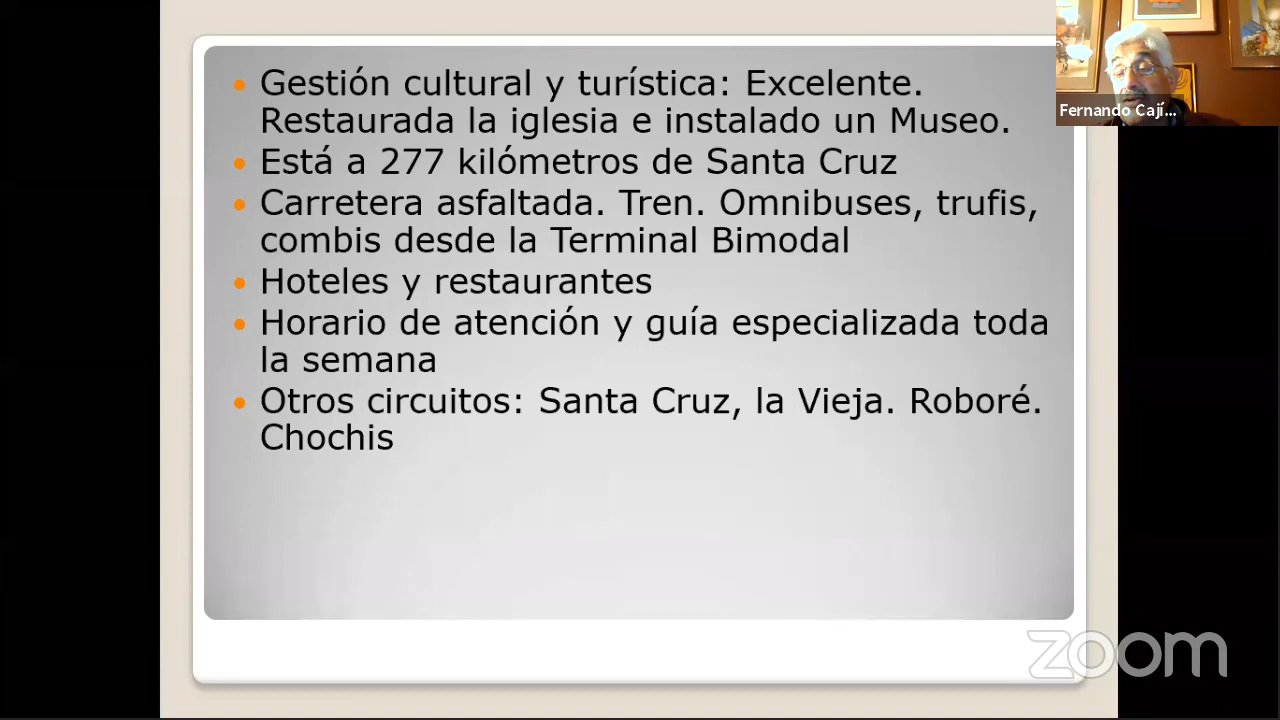 Gestión cultural y turística: Excelente.
Restaurada la iglesia e instalado un Museo.
Está a 277 kilómetros de Santa Cruz
Carretera asfaltada. Tren. Omnibuses, trufis,
combis desde la Terminal Bimodal
Hoteles y restaurantes
Horario de atención y guía especializada toda
la semana
Otros circuitos: Santa Cruz, la Vieja. Roboré.
Chochis
Fernando Cají...
zoom